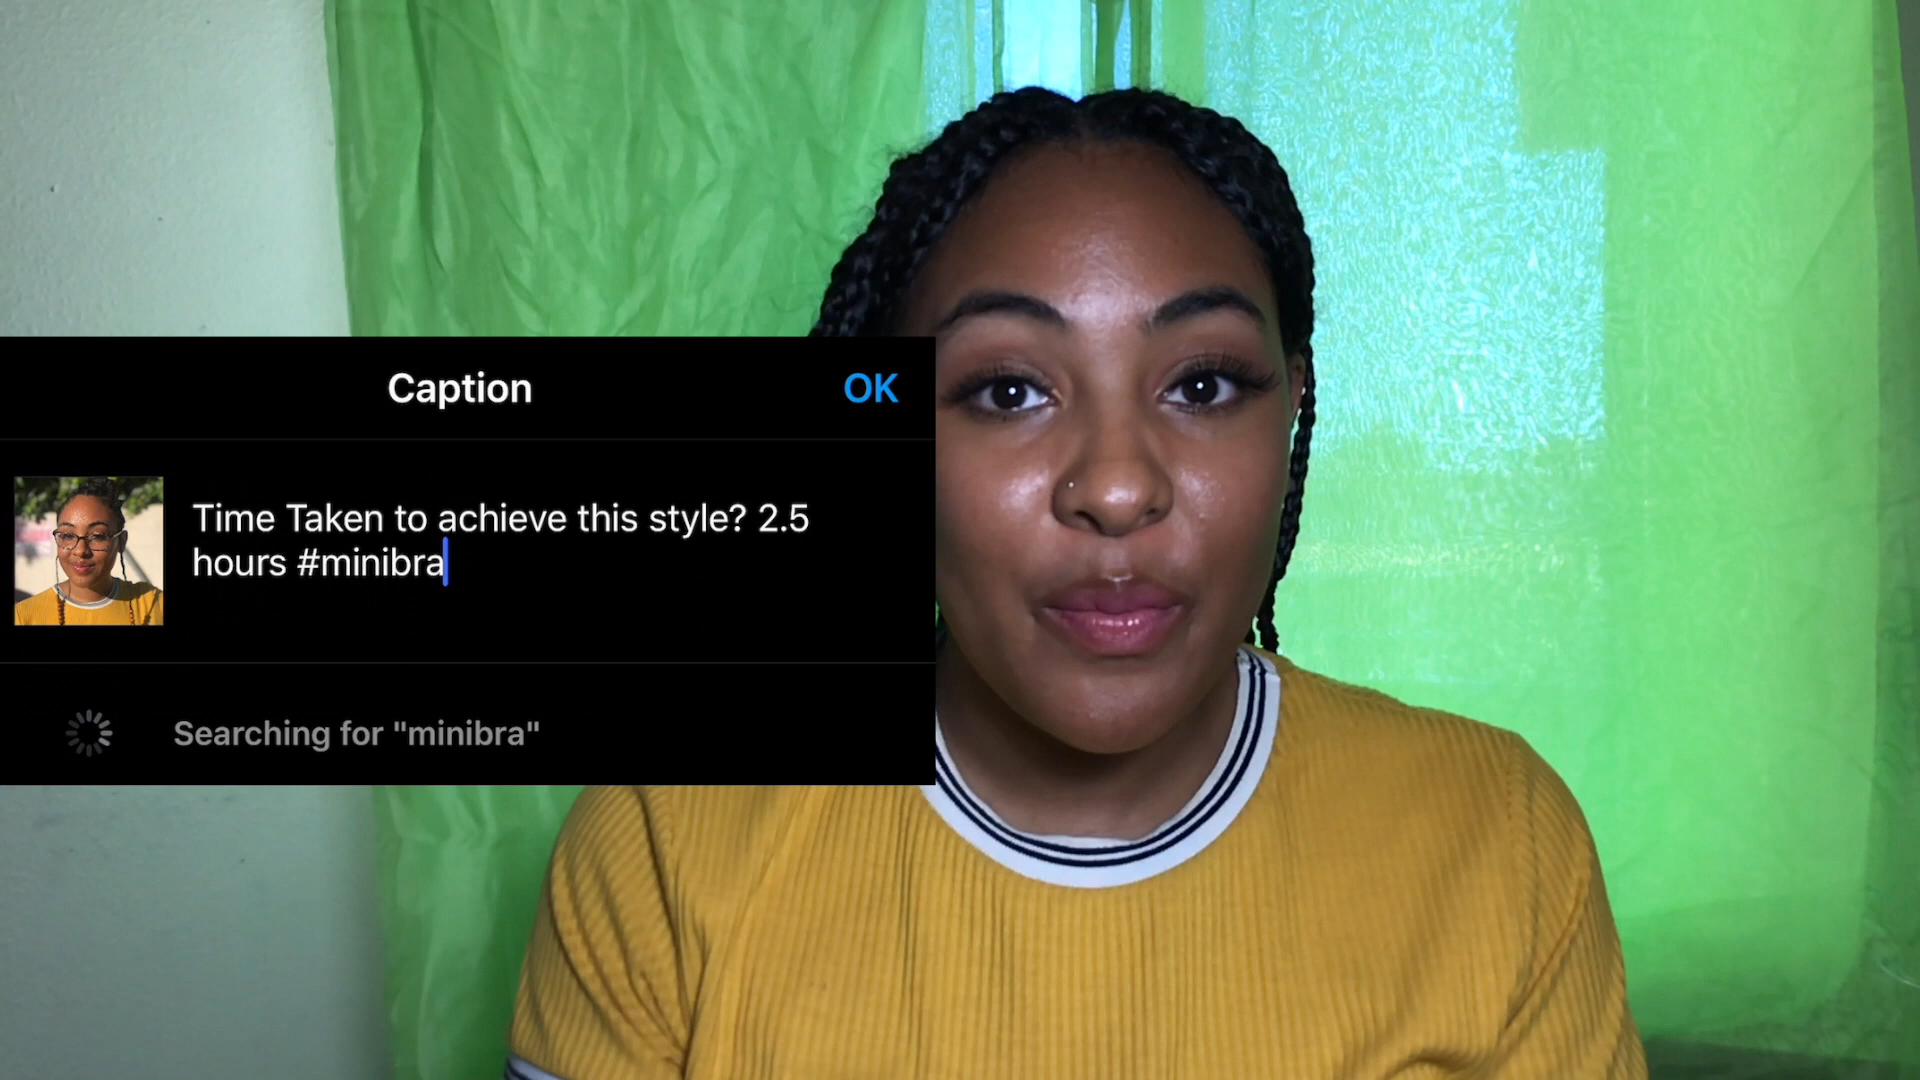 Caption
OK
Time Taken to achieve this style? 2.5
hours #minibra
Searching for "minibra"